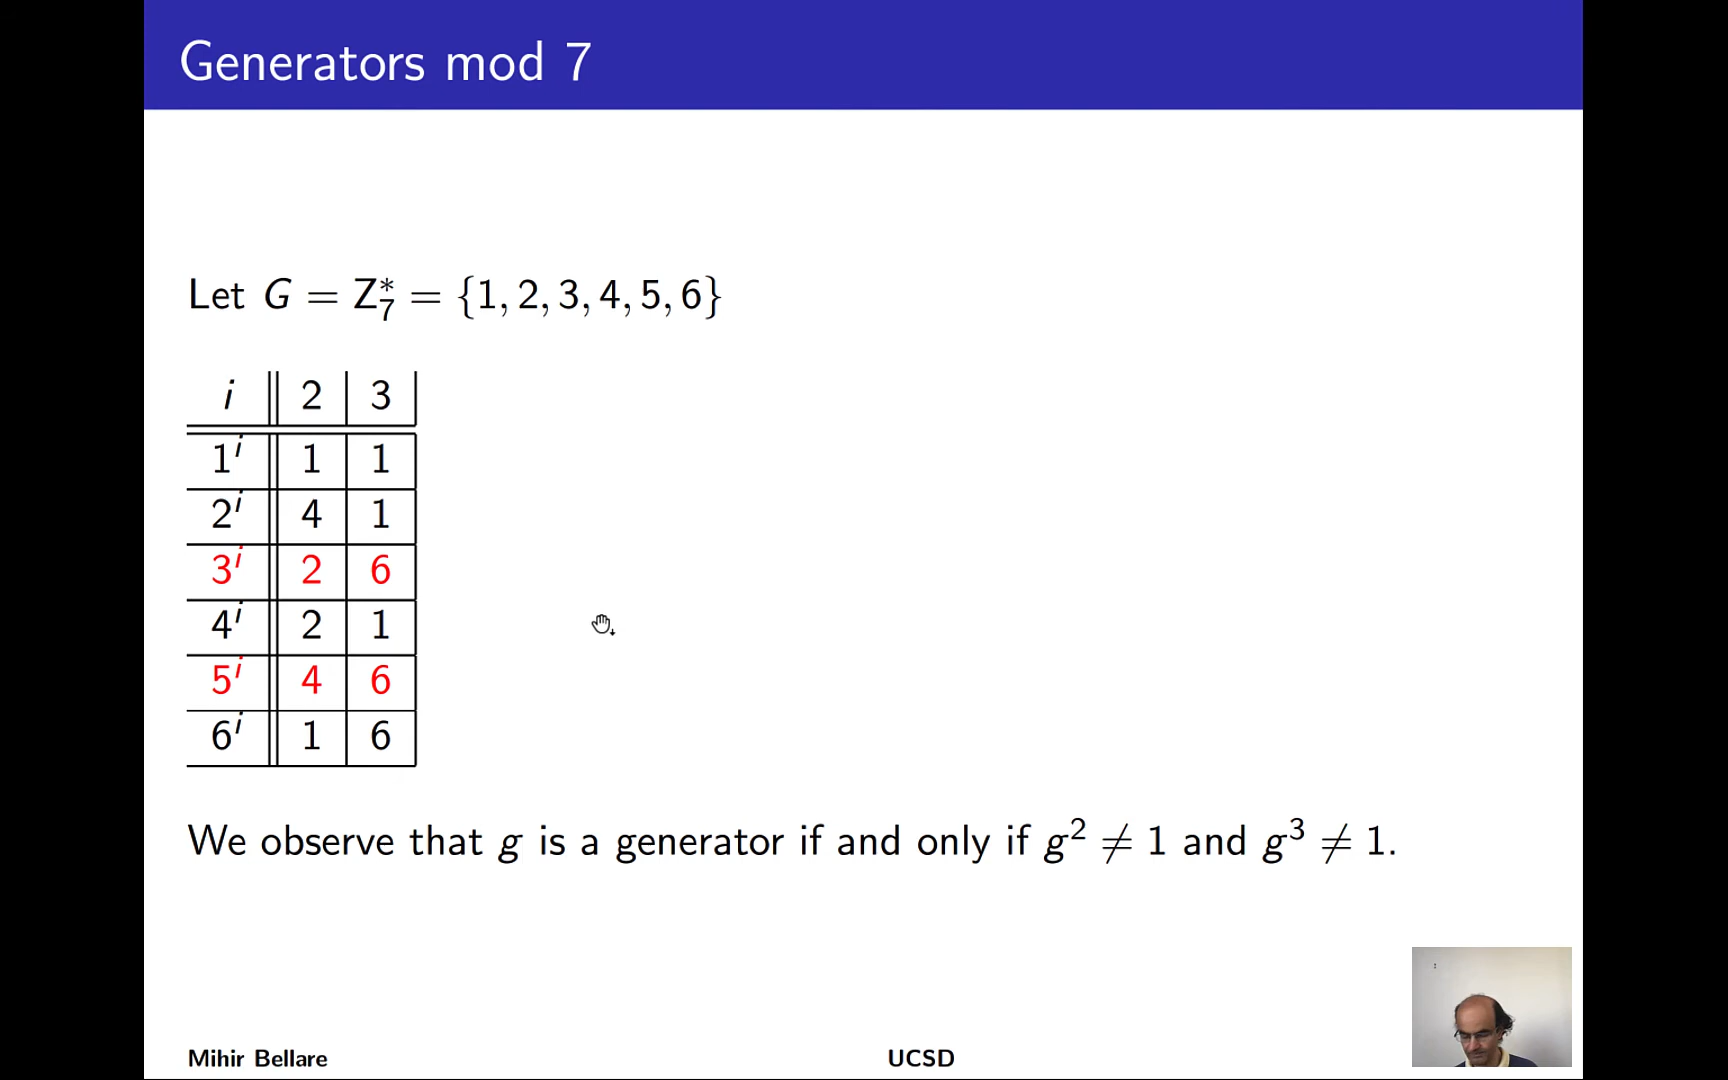 Generators mod 7
Let G = Z₇* = {1, 2, 3, 4, 5, 6}
i 2 3
1ⁱ 1 1
2ⁱ 4 1
3ⁱ 2 6
4ⁱ 2 1
5ⁱ 4 6
6ⁱ 1 6
We observe that g is a generator if and only if g² ≠ 1 and g³ ≠ 1.
Mihir Bellare UCSD